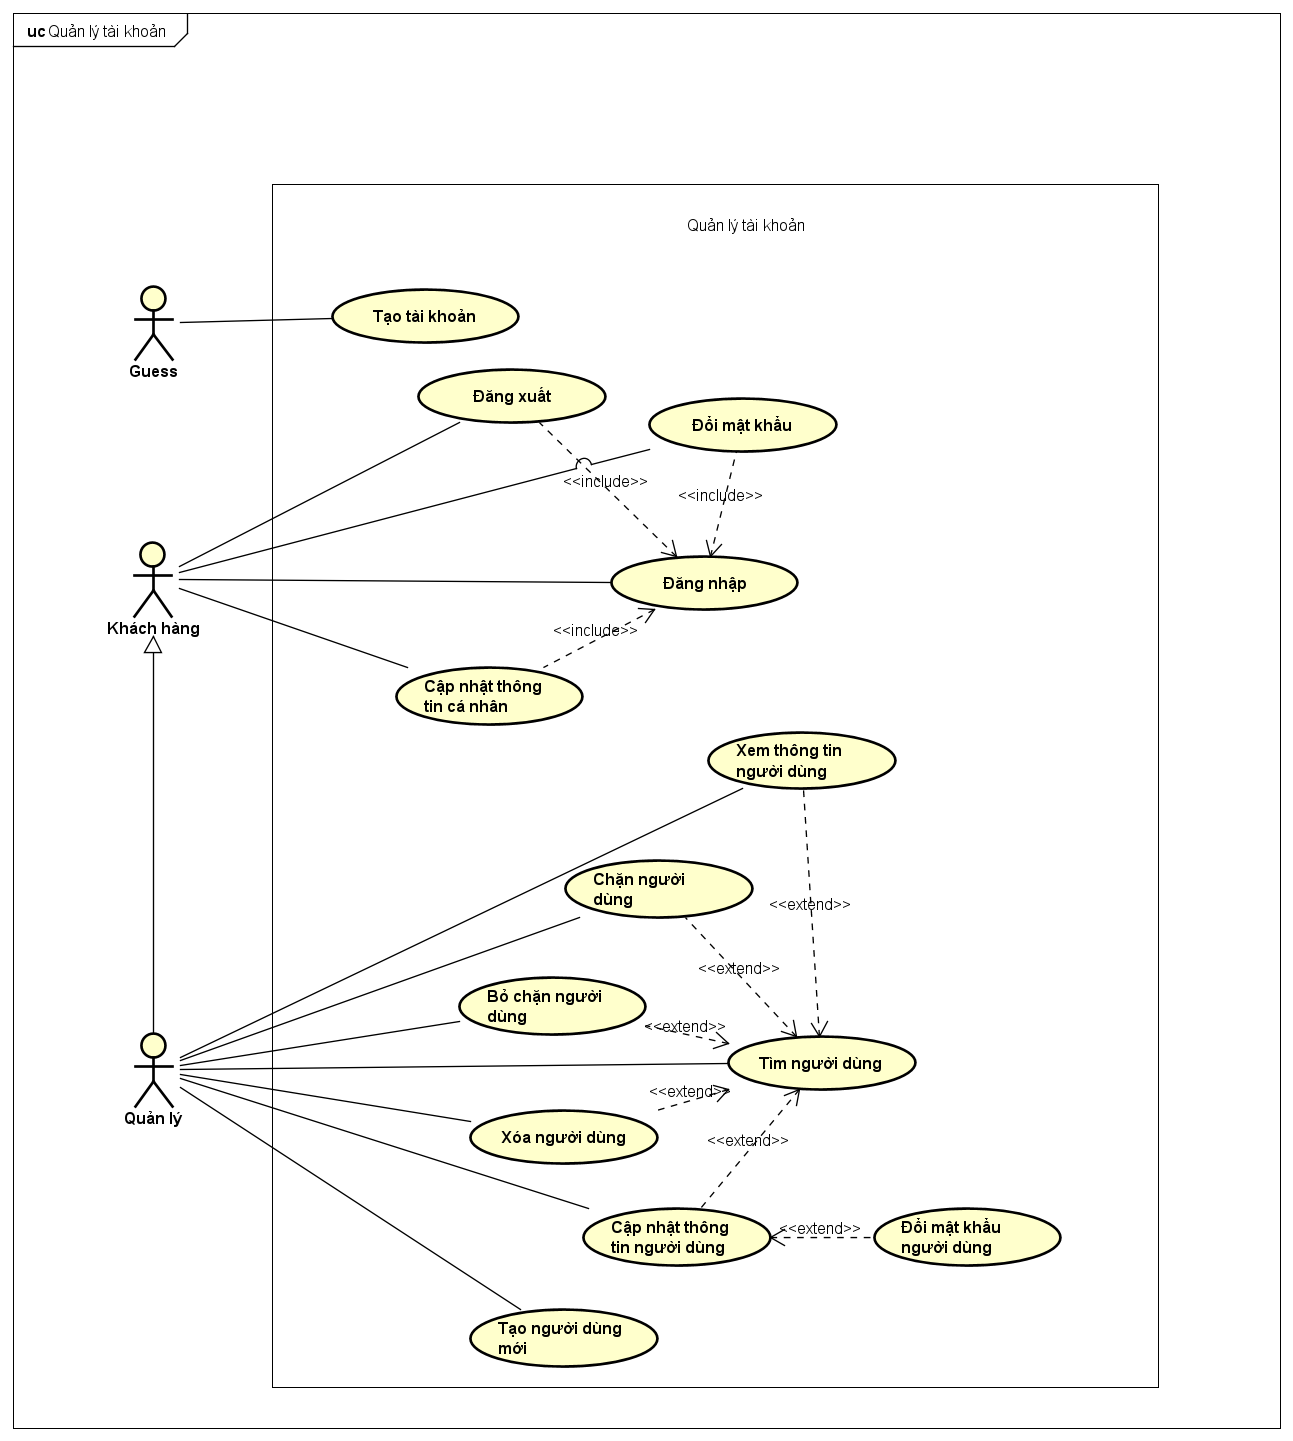 uc Quản lý tài khoản
Quản lý tài khoản
Tạo tài khoản
Guess
Đăng xuất
Đổi mật khẩu
<<include>>
<<include>>
Đăng nhập
Khách hàng
<<include>>
Cập nhật thông
tin cá nhân
Xem thông tin
người dùng
Chặn người
dùng
<<extend>>
<<extend>>
Bỏ chặn người
dùng
<<extend>>
Tìm người dùng
<<extend>>
Quản lý
Xóa người dùng
<<extend>>
Cập nhật thông
tin người dùng
<<extend>>
Đổi mật khẩu
người dùng
Tạo người dùng
mới